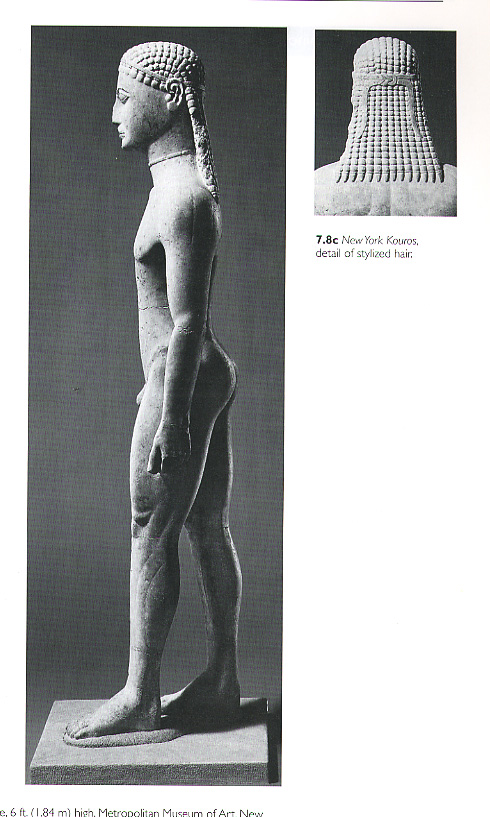 7.8c New York Kouros,
detail of stylized hair.
e, 6 ft. (1.84 m) high. Metropolitan Museum of Art, New